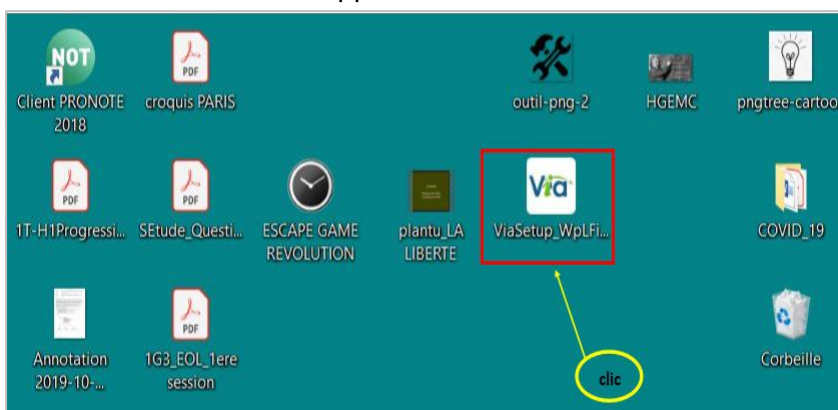 NOT
PDF
Client PRONOTE
2018
croquis PARIS
outil-png-2
HGEMC
pngtree-cartoo
PDF
PDF
Via
1T-H1Progressi...
SEtude_Questi...
ESCAPE GAME
REVOLUTION
plantu_LA
LIBERTE
ViaSetup_WpLFi...
COVID_19
PDF
Annotation
2019-10-...
1G3_EOL_1ere
session
Corbeille
clic